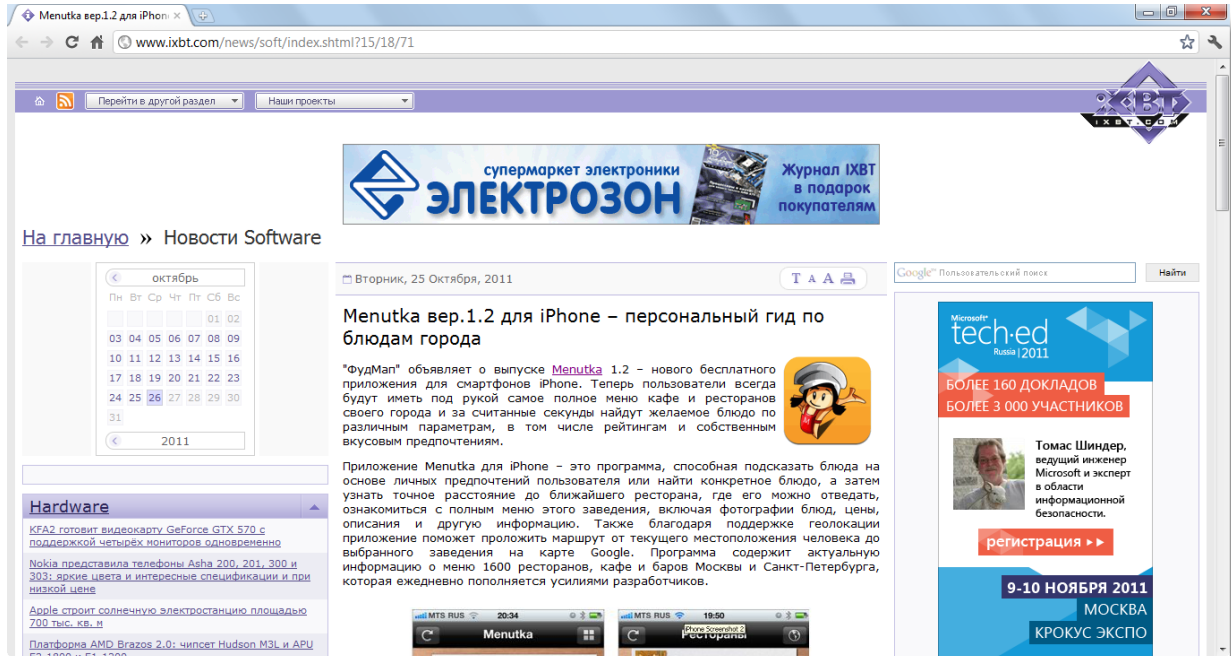 Menutka вер.1.2 для iPhon
www.ixbt.com/news/soft/index.shtml?15/18/71
Перейти в другой раздел
Наши проекты
iXBT
iXBT.COM
супермаркет электроники
ЭЛЕКТРОЗОН
Журнал IXBT
в подарок
покупателям
На главную » Новости Software
октябрь
Пн Вт Ср Чт Пт Сб Вс
01 02
03 04 05 06 07 08 09
10 11 12 13 14 15 16
17 18 19 20 21 22 23
24 25 26 27 28 29 30
31
2011
Hardware
KFA2 готовит видеокарту GeForce GTX 570 с
поддержкой четырёх мониторов одновременно
Nokia представила телефоны Asha 200, 201, 300 и
303: яркие цвета и интересные спецификации и при
низкой цене
Apple строит солнечную электростанцию площадью
700 тыс. кв. м
Платформа AMD Brazos 2.0: чипсет Hudson M3L и APU
E2-1800 и E1-1200
Вторник, 25 Октября, 2011
T A A
Menutka вер.1.2 для iPhone – персональный гид по
блюдам города
"ФудМап" объявляет о выпуске Menutka 1.2 – нового бесплатного
приложения для смартфонов iPhone. Теперь пользователи всегда
будут иметь под рукой самое полное меню кафе и ресторанов
своего города и за считанные секунды найдут желаемое блюдо по
различным параметрам, в том числе рейтингам и собственным
вкусовым предпочтениям.
Приложение Menutka для iPhone – это программа, способная подсказать блюда на
основе личных предпочтений пользователя или найти конкретное блюдо, а затем
узнать точное расстояние до ближайшего ресторана, где его можно отведать,
ознакомиться с полным меню этого заведения, включая фотографии блюд, цены,
описания и другую информацию. Также благодаря поддержке геолокации
приложение поможет проложить маршрут от текущего местоположения человека до
выбранного заведения на карте Google. Программа содержит актуальную
информацию о меню 1600 ресторанов, кафе и баров Москвы и Санкт-Петербурга,
которая ежедневно пополняется усилиями разработчиков.
MTS RUS 20:34
Menutka
MTS RUS 19:50
iPhone Screenshot 2
Рестораны
Google™ Пользовательский поиск
Найти
Microsoft®
tech·ed
Russia | 2011
БОЛЕЕ 160 ДОКЛАДОВ
БОЛЕЕ 3 000 УЧАСТНИКОВ
Томас Шиндер,
ведущий инженер
Microsoft и эксперт
в области
информационной
безопасности.
регистрация
9-10 НОЯБРЯ 2011
МОСКВА
КРОКУС ЭКСПО